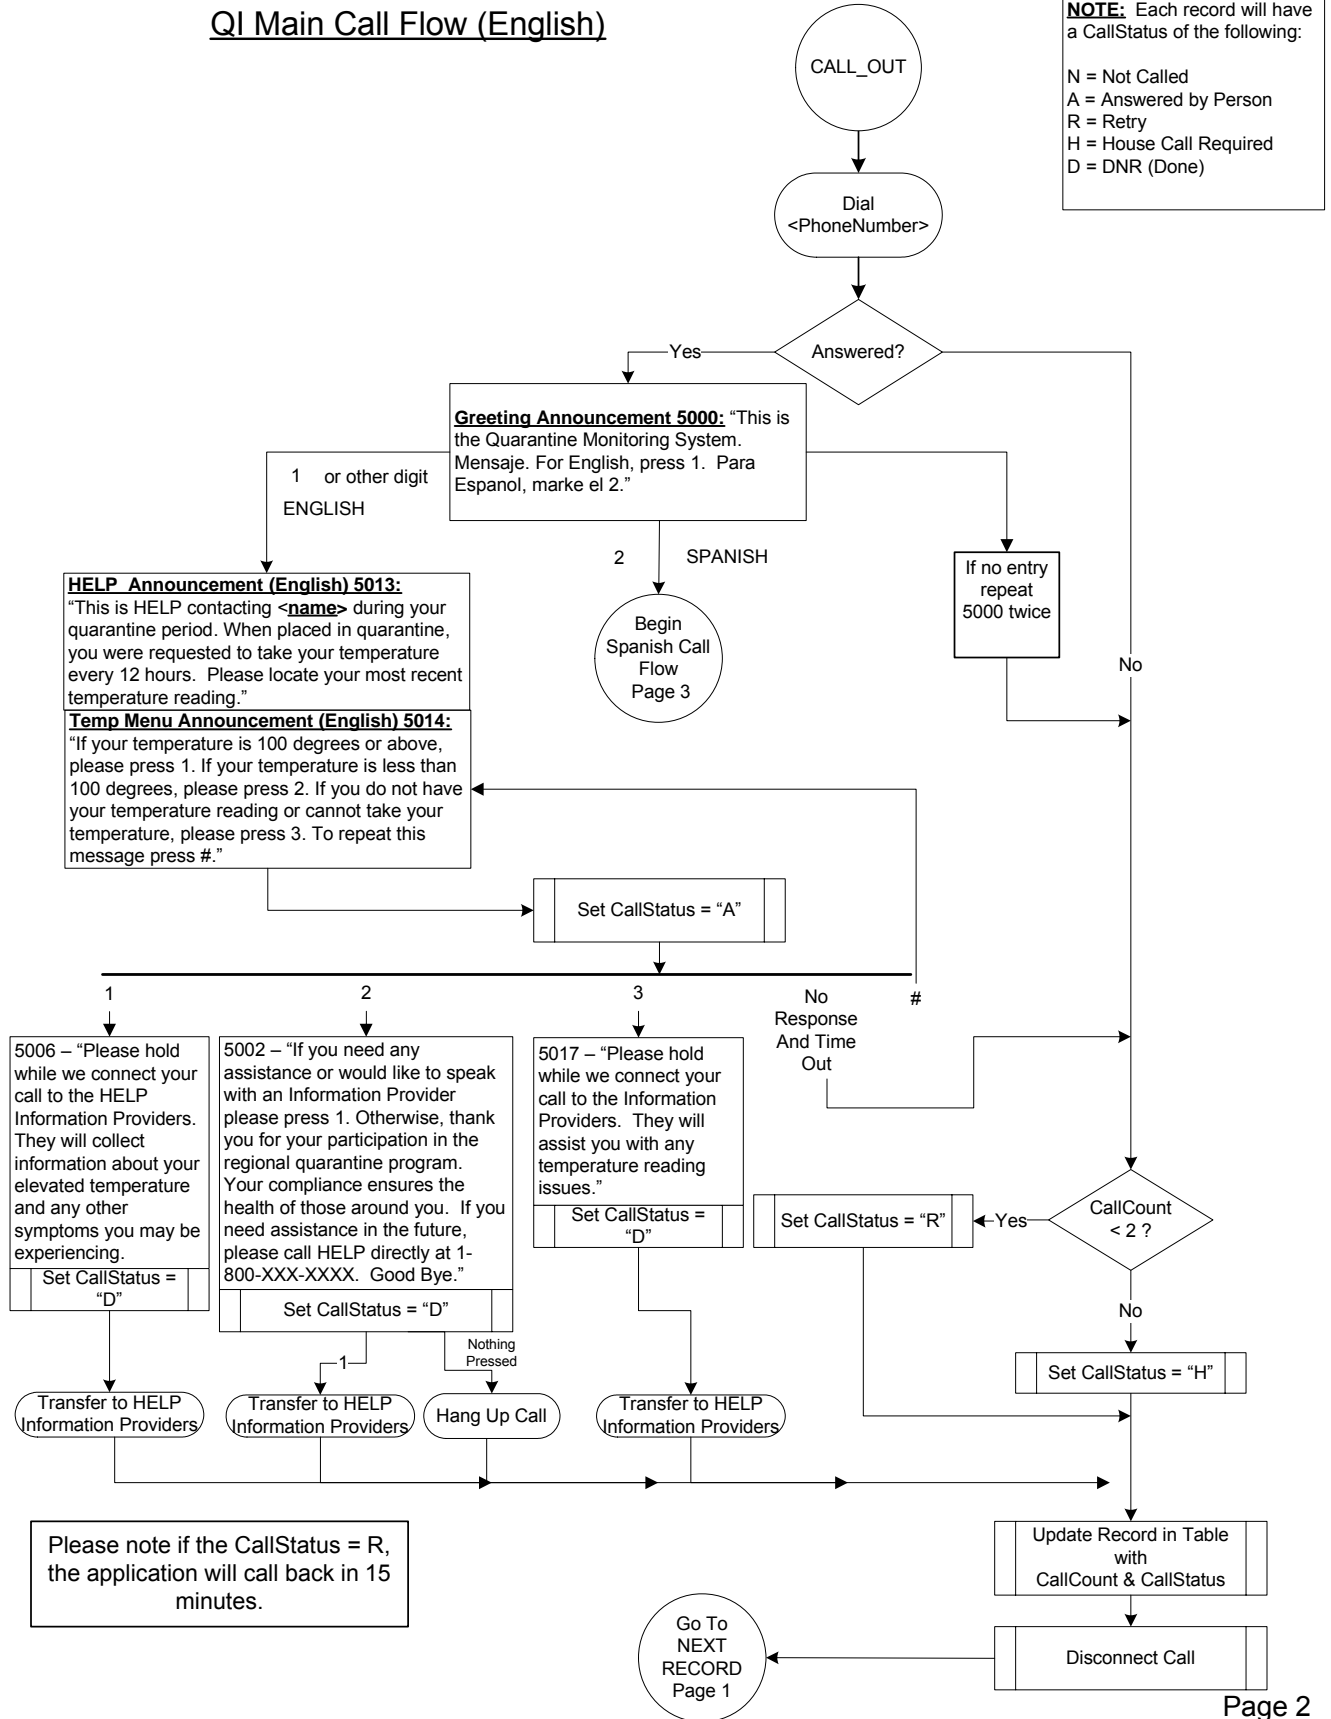 QI Main Call Flow (English)
NOTE: Each record will have
a CallStatus of the following:
N = Not Called
A = Answered by Person
R = Retry
H = House Call Required
D = DNR (Done)
CALL_OUT
Dial
<PhoneNumber>
Answered?
Yes
No
Greeting Announcement 5000: “This is
the Quarantine Monitoring System.
Mensaje. For English, press 1. Para
Espanol, marke el 2.”
1 or other digit
ENGLISH
2 SPANISH
If no entry
repeat
5000 twice
Begin
Spanish Call
Flow
Page 3
HELP Announcement (English) 5013:
“This is HELP contacting <name> during your
quarantine period. When placed in quarantine,
you were requested to take your temperature
every 12 hours. Please locate your most recent
temperature reading.”
Temp Menu Announcement (English) 5014:
“If your temperature is 100 degrees or above,
please press 1. If your temperature is less than
100 degrees, please press 2. If you do not have
your temperature reading or cannot take your
temperature, please press 3. To repeat this
message press #.”
Set CallStatus = “A”
1
2
3
No
Response
And Time
Out
#
5006 – “Please hold
while we connect your
call to the HELP
Information Providers.
They will collect
information about your
elevated temperature
and any other
symptoms you may be
experiencing.
Set CallStatus =
“D”
5002 – “If you need any
assistance or would like to speak
with an Information Provider
please press 1. Otherwise, thank
you for your participation in the
regional quarantine program.
Your compliance ensures the
health of those around you. If you
need assistance in the future,
please call HELP directly at 1-
800-XXX-XXXX. Good Bye.”
Set CallStatus = “D”
5017 – “Please hold
while we connect your
call to the Information
Providers. They will
assist you with any
temperature reading
issues.”
Set CallStatus =
“D”
Set CallStatus = “R”
Yes
CallCount
< 2 ?
No
Set CallStatus = “H”
1
Nothing
Pressed
Transfer to HELP
Information Providers
Transfer to HELP
Information Providers
Hang Up Call
Transfer to HELP
Information Providers
Please note if the CallStatus = R,
the application will call back in 15
minutes.
Update Record in Table
with
CallCount & CallStatus
Disconnect Call
Go To
NEXT
RECORD
Page 1
Page 2